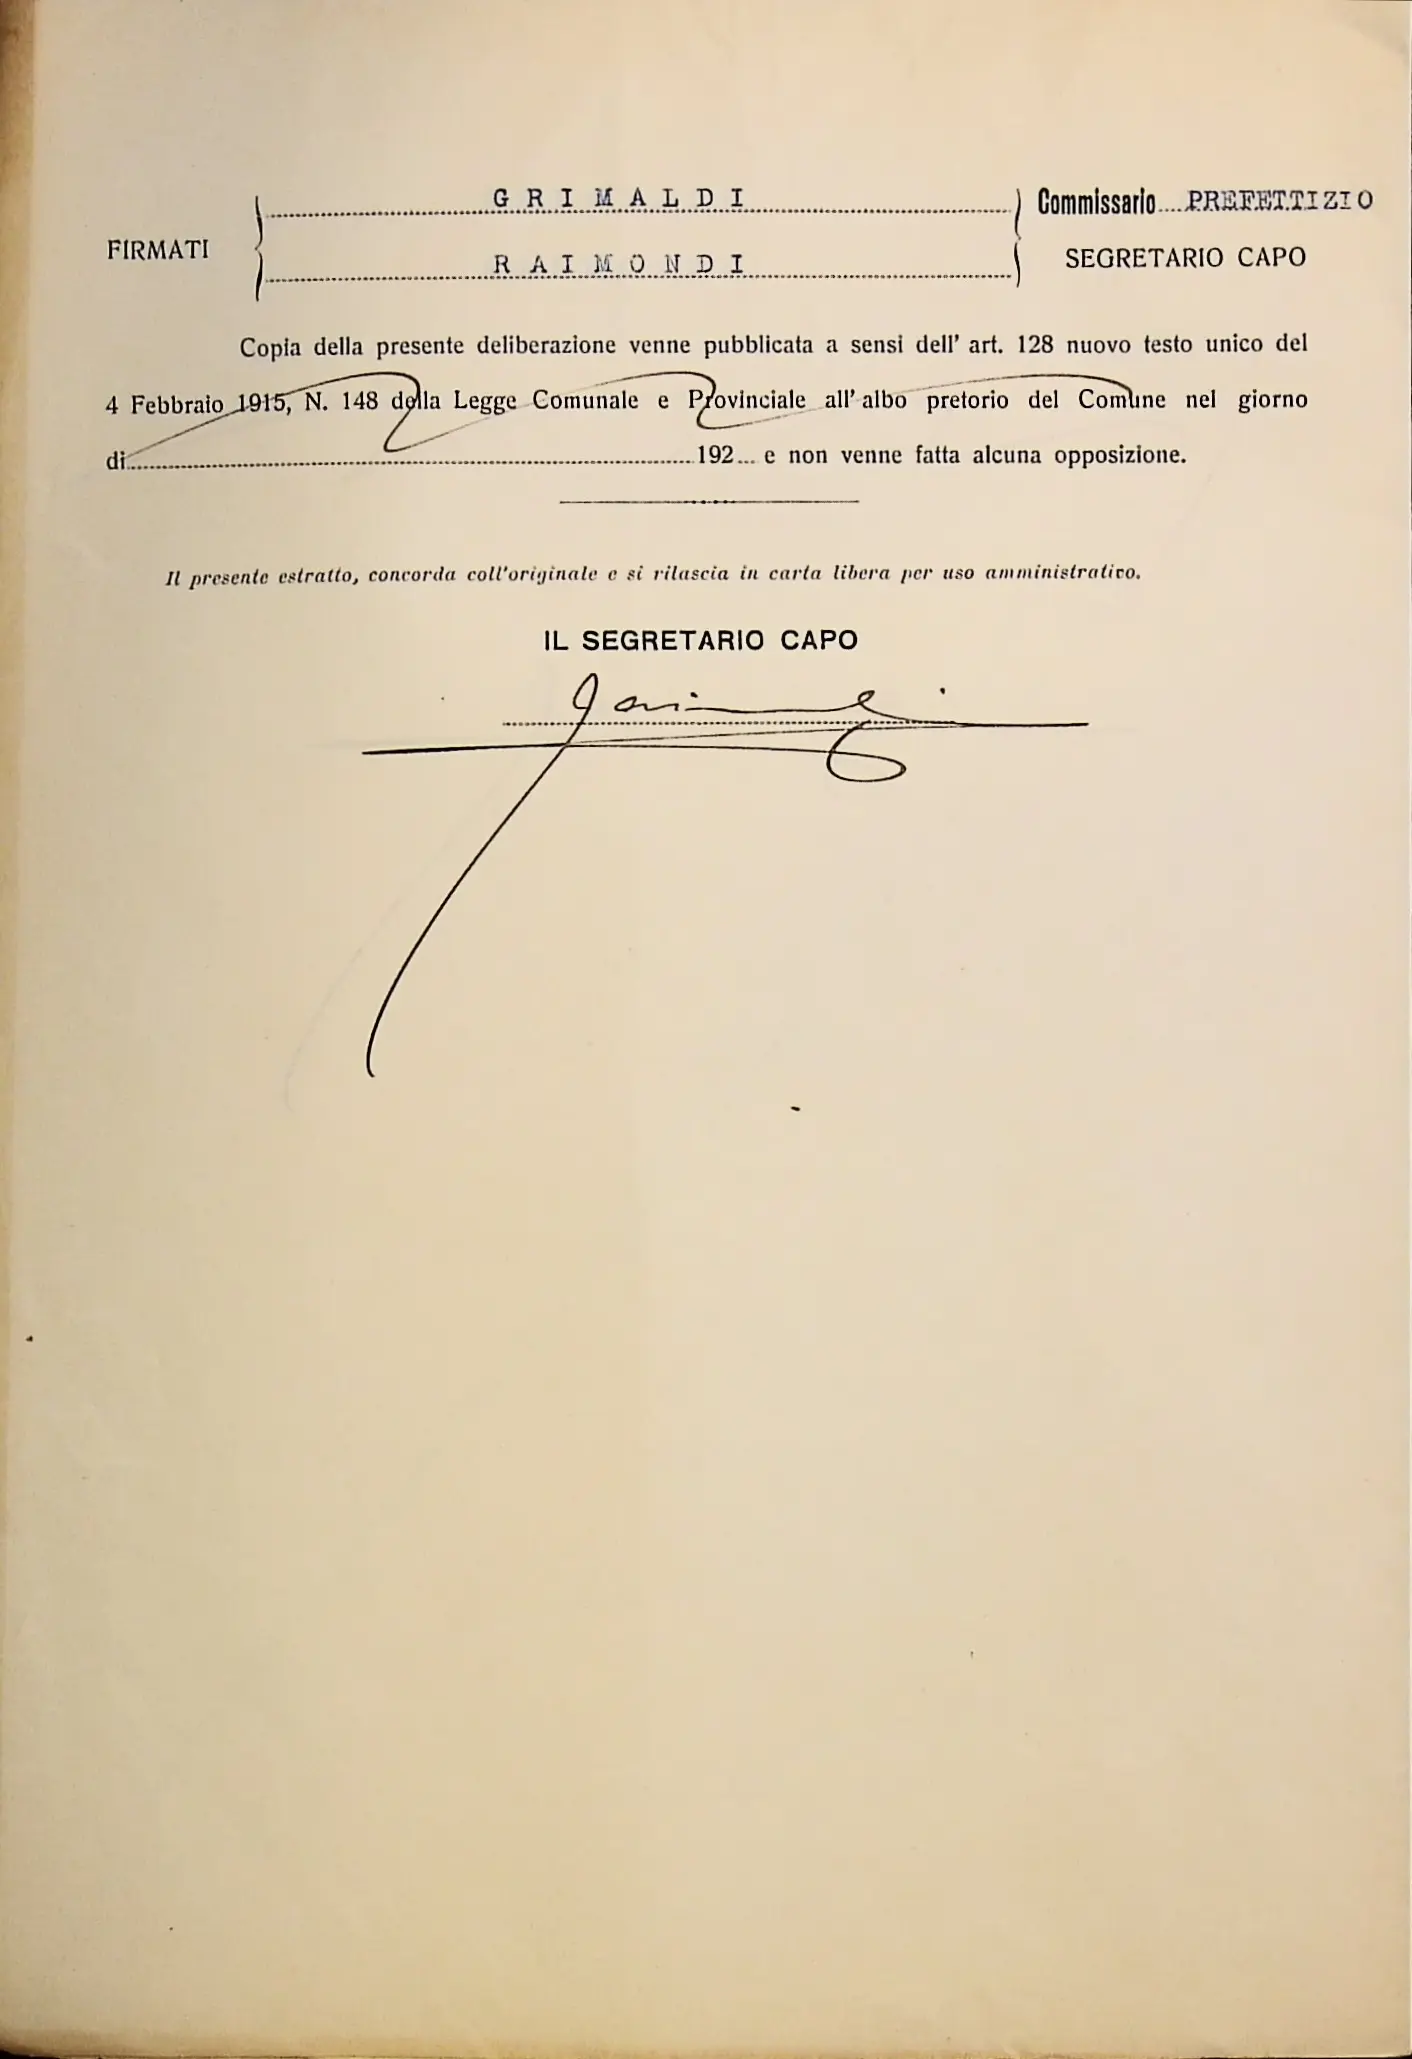 GRIMALDI Commissario PREFETTIZIO
FIRMATI
RAIMONDI SEGRETARIO CAPO
Copia della presente deliberazione venne pubblicata a sensi dell' art. 128 nuovo testo unico del
4 Febbraio 1915, N. 148 della Legge Comunale e Provinciale all' albo pretorio del Comune nel giorno
di 192... e non venne fatta alcuna opposizione.
Il presente estratto, concorda coll'originale e si rilascia in carta libera per uso amministrativo.
IL SEGRETARIO CAPO